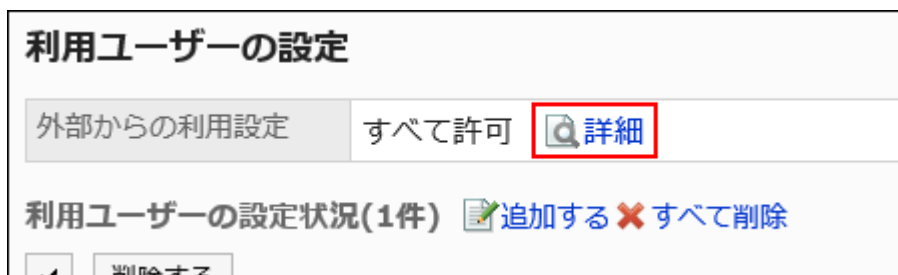 利用ユーザーの設定
外部からの利用設定 すべて許可 詳細
利用ユーザーの設定状況(1件) 追加する すべて削除
削除する